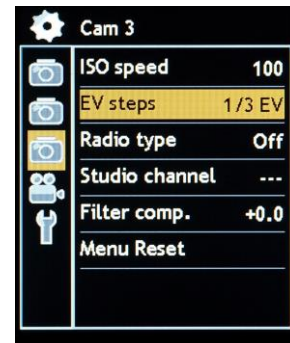 Cam 3
ISO speed 100
EV steps 1/3 EV
Radio type Off
Studio channel ---
Filter comp. +0.0
Menu Reset